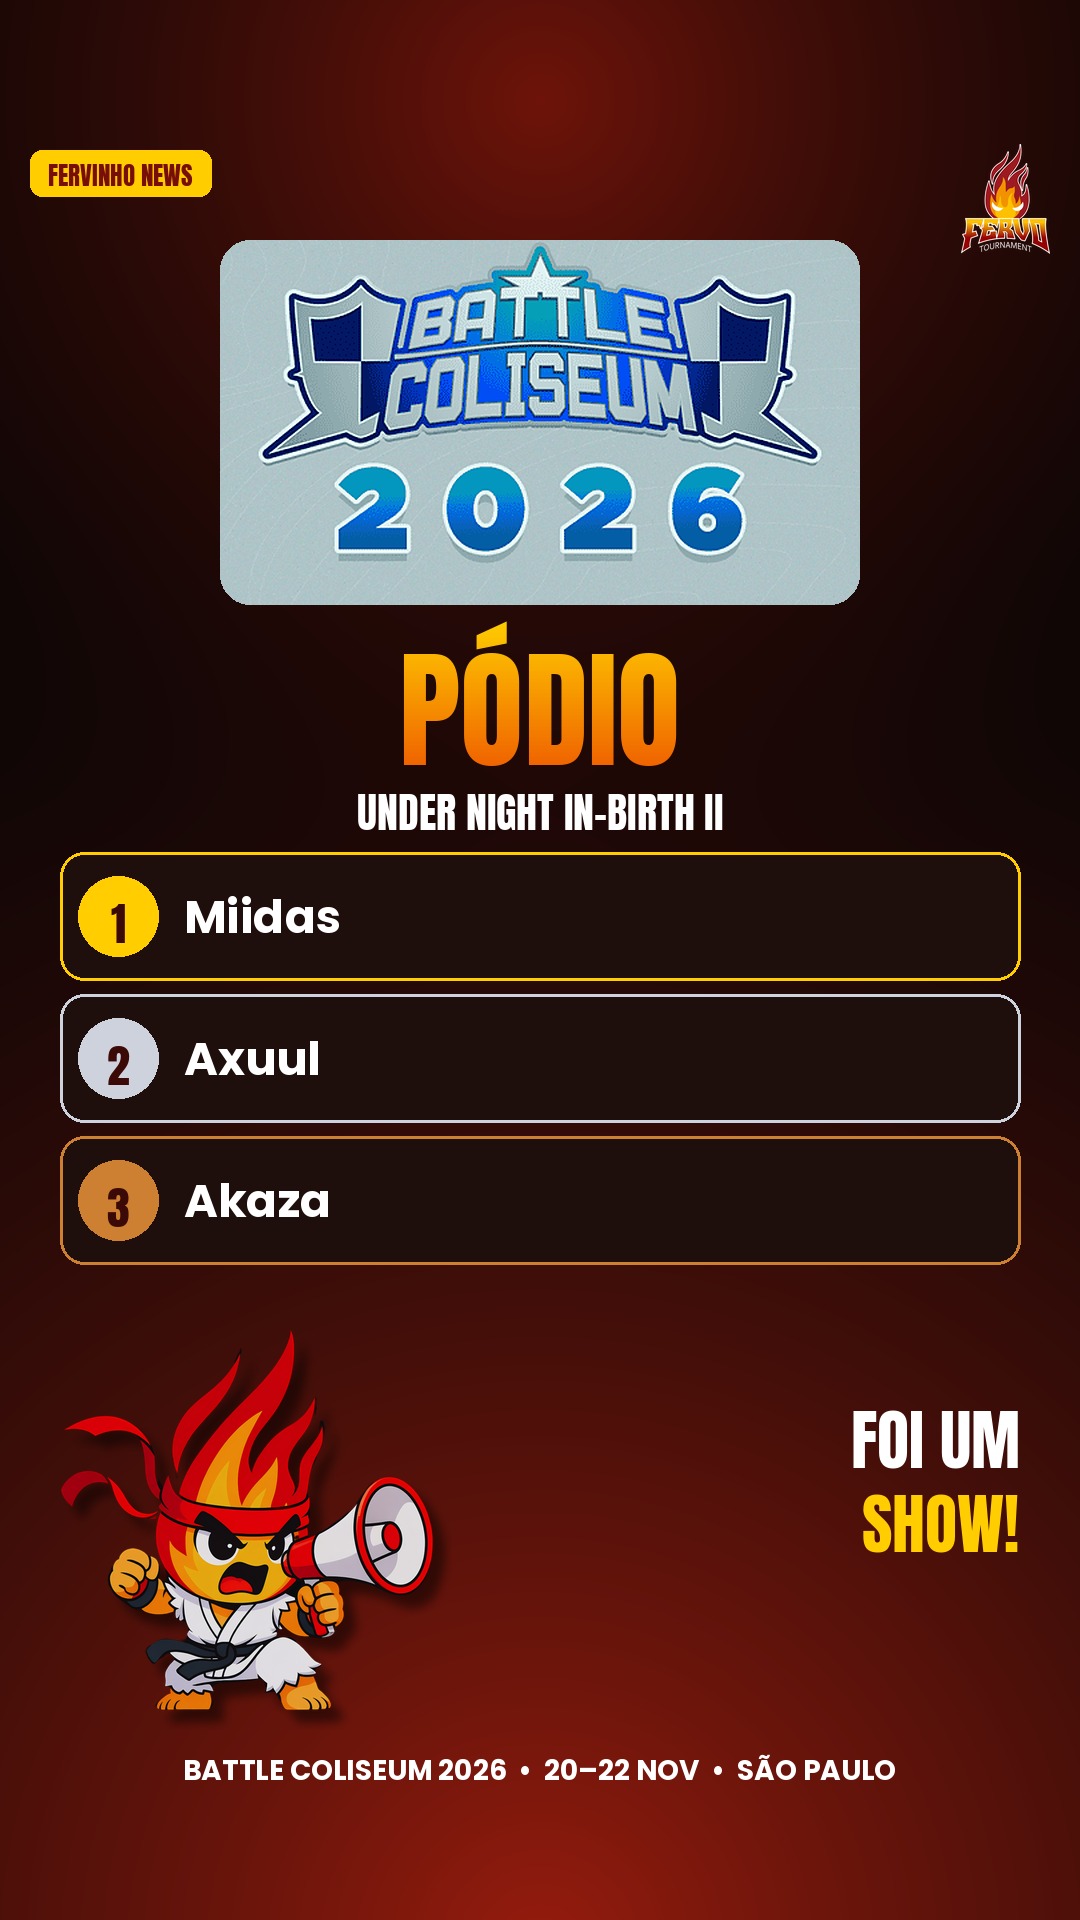 FERVINHO NEWS
FERVO
TOURNAMENT
BATTLE
COLISEUM
2026
PÓDIO
UNDER NIGHT IN-BIRTH II
1 Miidas
2 Axuul
3 Akaza
FOI UM
SHOW!
BATTLE COLISEUM 2026 • 20–22 NOV • SÃO PAULO